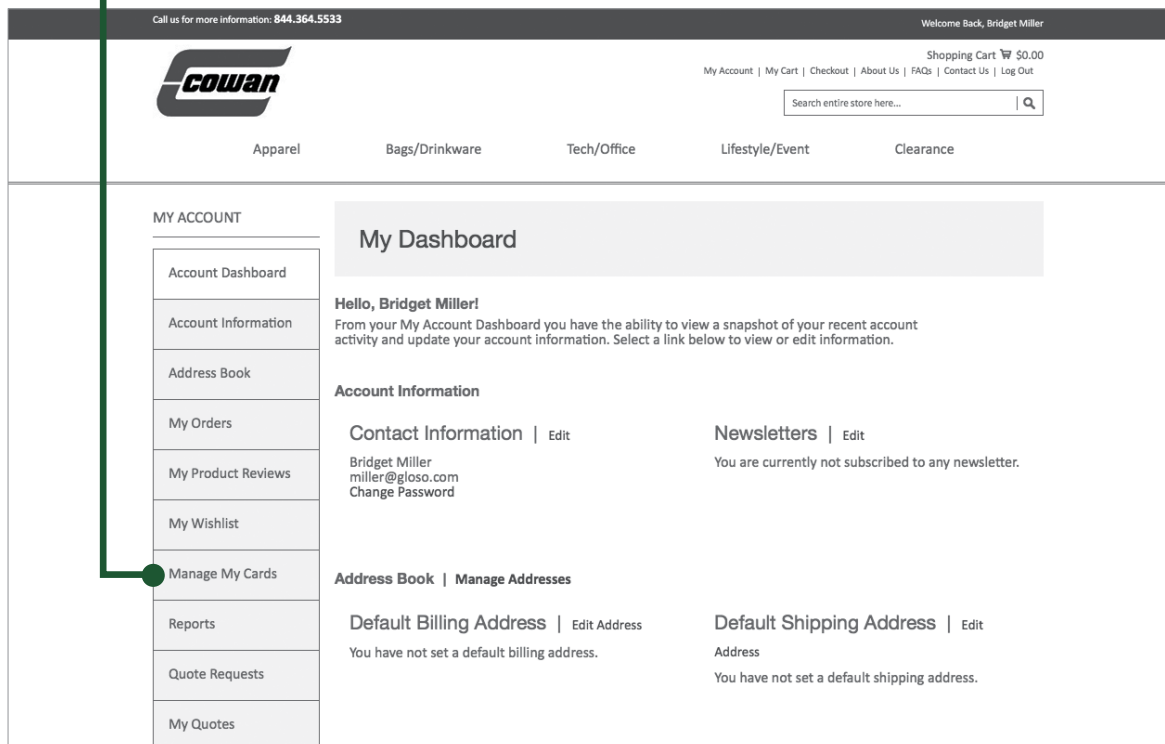 Call us for more information: 844.364.5533
Welcome Back, Bridget Miller
cowan
Shopping Cart $0.00
My Account | My Cart | Checkout | About Us | FAQs | Contact Us | Log Out
Search entire store here...
Apparel Bags/Drinkware Tech/Office Lifestyle/Event Clearance
MY ACCOUNT
Account Dashboard
Account Information
Address Book
My Orders
My Product Reviews
My Wishlist
Manage My Cards
Reports
Quote Requests
My Quotes
My Dashboard
Hello, Bridget Miller!
From your My Account Dashboard you have the ability to view a snapshot of your recent account
activity and update your account information. Select a link below to view or edit information.
Account Information
Contact Information | Edit
Bridget Miller
miller@gloso.com
Change Password
Newsletters | Edit
You are currently not subscribed to any newsletter.
Address Book | Manage Addresses
Default Billing Address | Edit Address
You have not set a default billing address.
Default Shipping Address | Edit
Address
You have not set a default shipping address.